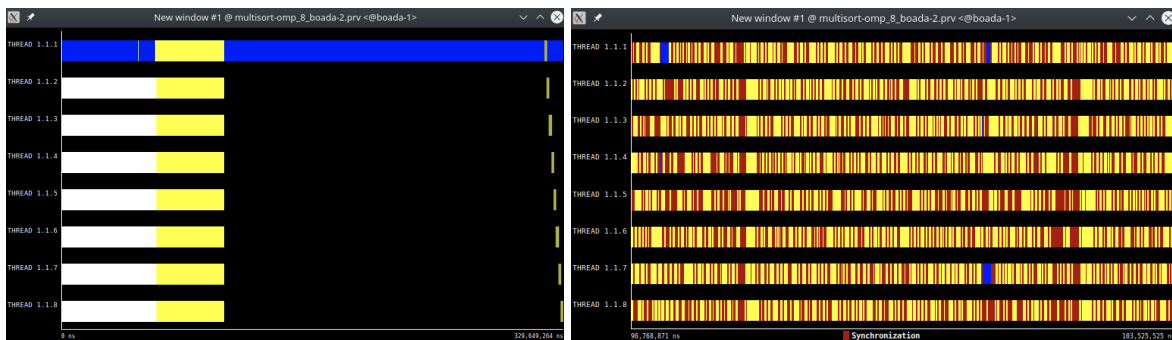 New window #1 @ multisort-omp_8_boada-2.prv <@boada-1>
THREAD 1.1.1
THREAD 1.1.2
THREAD 1.1.3
THREAD 1.1.4
THREAD 1.1.5
THREAD 1.1.6
THREAD 1.1.7
THREAD 1.1.8
0 ns
329,649,264 ns
New window #1 @ multisort-omp_8_boada-2.prv <@boada-1>
THREAD 1.1.1
THREAD 1.1.2
THREAD 1.1.3
THREAD 1.1.4
THREAD 1.1.5
THREAD 1.1.6
THREAD 1.1.7
THREAD 1.1.8
96,768,871 ns
Synchronization
103,525,525 ns